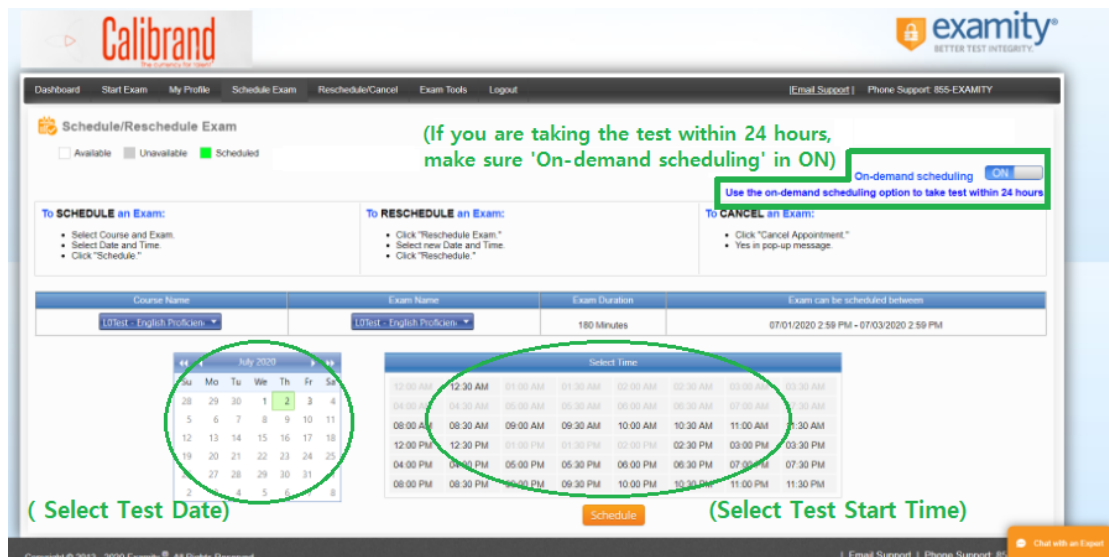 Calibrand
The currency for talent
examity®
BETTER TEST INTEGRITY.
Dashboard Start Exam My Profile Schedule Exam Reschedule/Cancel Exam Tools Logout |Email Support | Phone Support: 855-EXAMITY
Schedule/Reschedule Exam
Available Unavailable Scheduled
(If you are taking the test within 24 hours,
make sure 'On-demand scheduling' in ON)
On-demand scheduling ON
Use the on-demand scheduling option to take test within 24 hours
To SCHEDULE an Exam:
• Select Course and Exam.
• Select Date and Time.
• Click "Schedule."
To RESCHEDULE an Exam:
• Click "Reschedule Exam."
• Select new Date and Time.
• Click "Reschedule."
To CANCEL an Exam:
• Click "Cancel Appointment."
• Yes in pop-up message.
Course Name Exam Name Exam Duration Exam can be scheduled between
L0Test - English Proficien L0Test - English Proficien 180 Minutes 07/01/2020 2:59 PM - 07/03/2020 2:59 PM
July 2020
Su Mo Tu We Th Fr Sa
28 29 30 1 2 3 4
5 6 7 8 9 10 11
12 13 14 15 16 17 18
19 20 21 22 23 24 25
27 28 29 30 31
2 4 5 6 8
Select Time
12:00 AM 12:30 AM 01:00 AM 01:30 AM 02:00 AM 02:30 AM 03:00 AM 03:30 AM
04:00 AM 04:30 AM 05:00 AM 05:30 AM 06:00 AM 06:30 AM 07:00 AM 07:30 AM
08:00 AM 08:30 AM 09:00 AM 09:30 AM 10:00 AM 10:30 AM 11:00 AM 11:30 AM
12:00 PM 12:30 PM 01:00 PM 01:30 PM 02:00 PM 02:30 PM 03:00 PM 03:30 PM
04:00 PM 04:30 PM 05:00 PM 05:30 PM 06:00 PM 06:30 PM 07:00 PM 07:30 PM
08:00 PM 08:30 PM 09:00 PM 09:30 PM 10:00 PM 10:30 PM 11:00 PM 11:30 PM
( Select Test Date)
Schedule
(Select Test Start Time)
Chat with an Expert
Copyright © 2013 - 2020 Examity® All Rights Reserved. | Email Support | Phone Support: 85